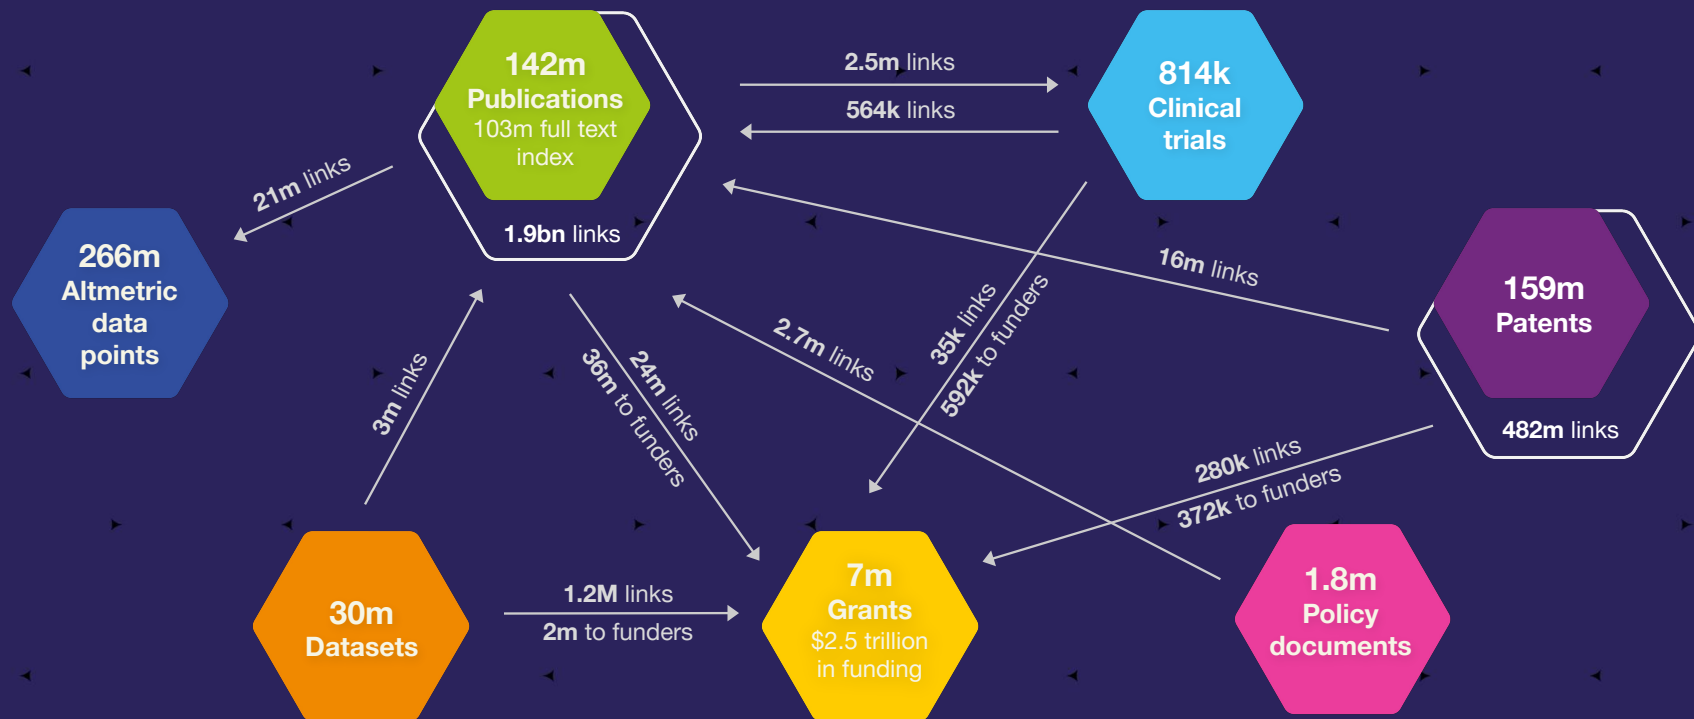 142m
Publications
103m full text
index
1.9bn links
2.5m links
564k links
814k
Clinical
trials
21m links
266m
Altmetric
data
points
16m links
159m
Patents
482m links
35k links
592k to funders
2.7m links
24m links
36m to funders
3m links
280k links
372k to funders
30m
Datasets
1.2M links
2m to funders
7m
Grants
$2.5 trillion
in funding
1.8m
Policy
documents